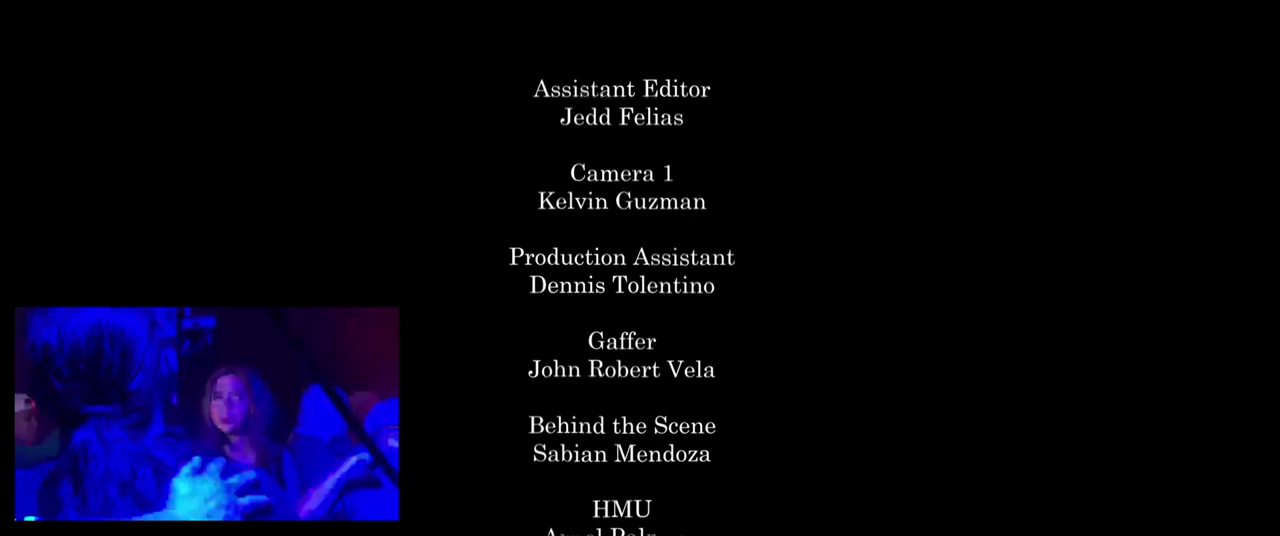 Assistant Editor
Jedd Felias
Camera 1
Kelvin Guzman
Production Assistant
Dennis Tolentino
Gaffer
John Robert Vela
Behind the Scene
Sabian Mendoza
HMU